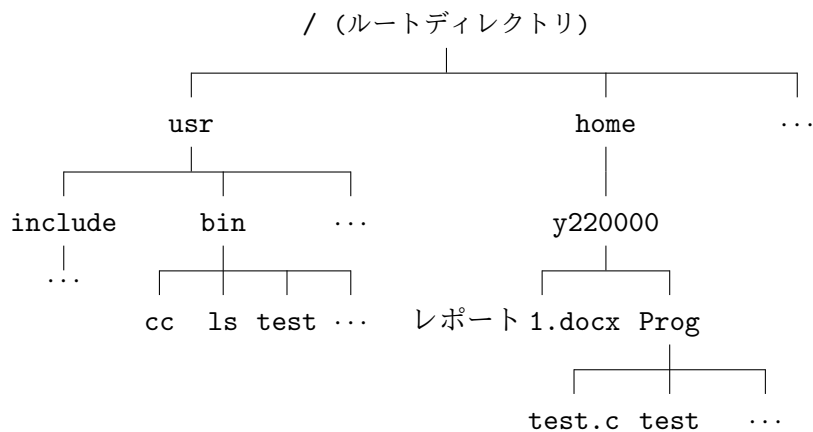 / (ルートディレクトリ)
usr home ···
include bin ··· y220000
···
cc ls test ··· レポート 1.docx Prog
test.c test ···